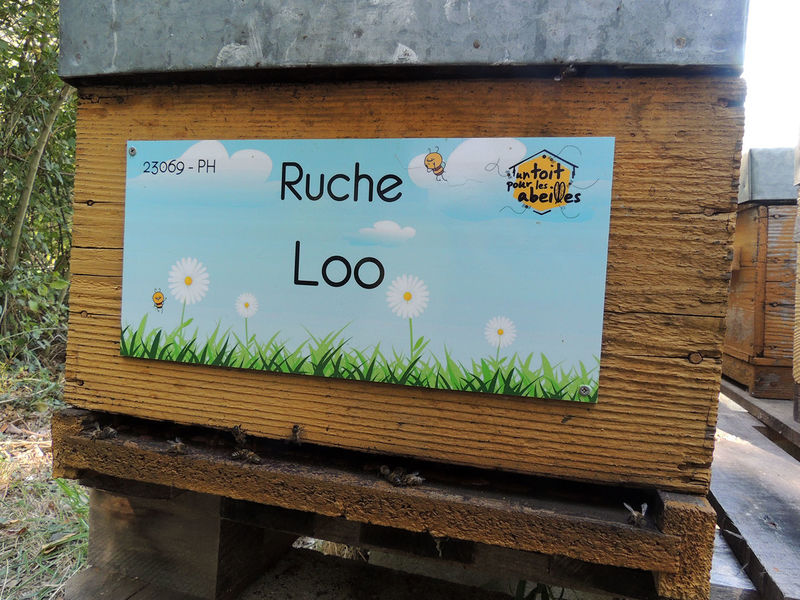 23069 - PH
Ruche
Loo
un toit
pour les
abeilles